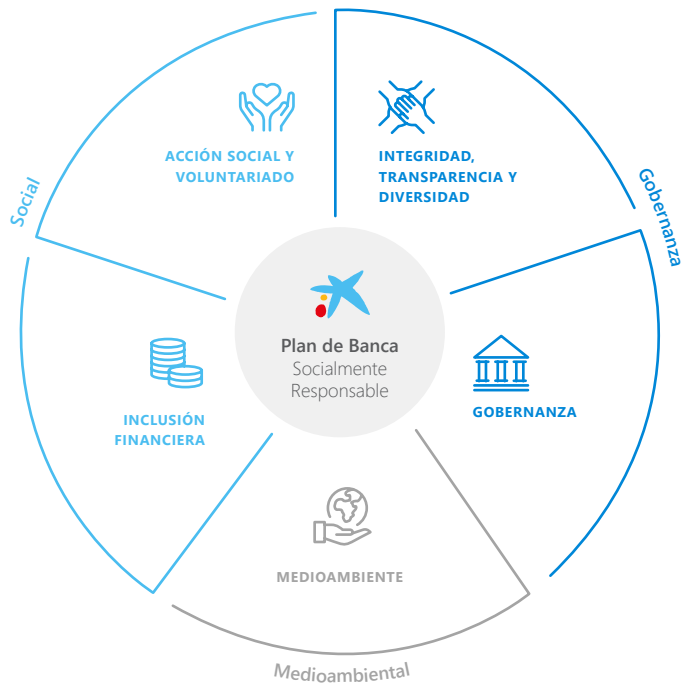 ACCIÓN SOCIAL Y
VOLUNTARIADO
INTEGRIDAD,
TRANSPARENCIA Y
DIVERSIDAD
Social
Gobernanza
Plan de Banca
Socialmente
Responsable
INCLUSIÓN
FINANCIERA
GOBERNANZA
MEDIOAMBIENTE
Medioambiental